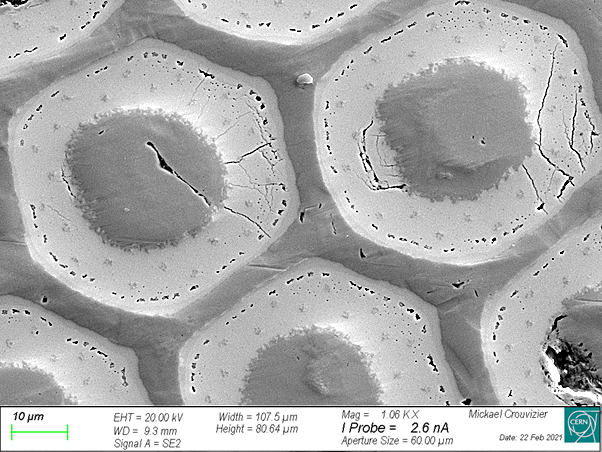 10 µm
EHT = 20.00 kV
WD = 9.3 mm
Signal A = SE2
Width = 107.5 µm
Height = 80.64 µm
Mag = 1.06 K X
I Probe = 2.6 nA
Aperture Size = 60.00 µm
Mickael Crouvizier
Date: 22 Feb 2021
CERN